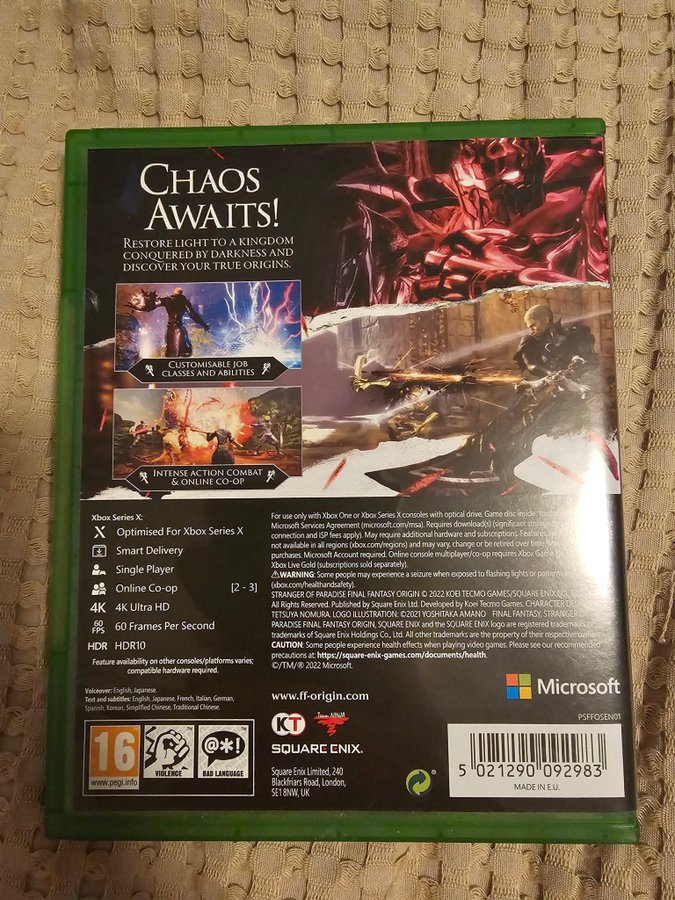 CHAOS
AWAITS!
RESTORE LIGHT TO A KINGDOM
CONQUERED BY DARKNESS AND
DISCOVER YOUR TRUE ORIGINS.
CUSTOMISABLE JOB
CLASSES AND ABILITIES
INTENSE ACTION COMBAT
& ONLINE CO-OP
Xbox Series X:
X Optimised For Xbox Series X
Smart Delivery
Single Player
Online Co-op [2 - 3]
4K 4K Ultra HD
60 FPS 60 Frames Per Second
HDR HDR10
Feature availability on other consoles/platforms varies;
compatible hardware required.
Voiceover: English, Japanese.
Text and subtitles: English, Japanese, French, Italian, German,
Spanish, Korean, Simplified Chinese, Traditional Chinese.
For use only with Xbox One or Xbox Series X consoles with optical drive. Game disc inside.
Microsoft Services Agreement (microsoft.com/msa). Requires download(s) (significant storage
connection and ISP fees apply). May require additional hardware and subscriptions. Features,
not available in all regions (xbox.com/regions) and may vary, change or be retired over time.
purchases. Microsoft Account required. Online console multiplayer/co-op requires Xbox Game
Xbox Live Gold (subscriptions sold separately).
⚠WARNING: Some people may experience a seizure when exposed to flashing lights or patterns
(xbox.com/healthandsafety).
STRANGER OF PARADISE FINAL FANTASY ORIGIN © 2022 KOEI TECMO GAMES/SQUARE ENIX CO.,
All Rights Reserved. Published by Square Enix Ltd. Developed by Koei Tecmo Games. CHARACTER
TETSUYA NOMURA. LOGO ILLUSTRATION: ©2021 YOSHITAKA AMANO FINAL FANTASY, STRANGER
PARADISE FINAL FANTASY ORIGIN, SQUARE ENIX and the SQUARE ENIX logo are registered trademarks or
trademarks of Square Enix Holdings Co., Ltd. All other trademarks are the property of their respective owners.
CAUTION: Some people experience health effects when playing video games. Please see our recommended
precautions at: https://square-enix-games.com/documents/health.
©/™/® 2022 Microsoft.
www.ff-origin.com
Microsoft
PSFFOSEN01
KT Team NINJA
SQUARE ENIX.
Square Enix Limited, 240
Blackfriars Road, London,
SE1 8NW, UK
16
www.pegi.info
VIOLENCE
@*!
BAD LANGUAGE
5 021290 092983
MADE IN E.U.